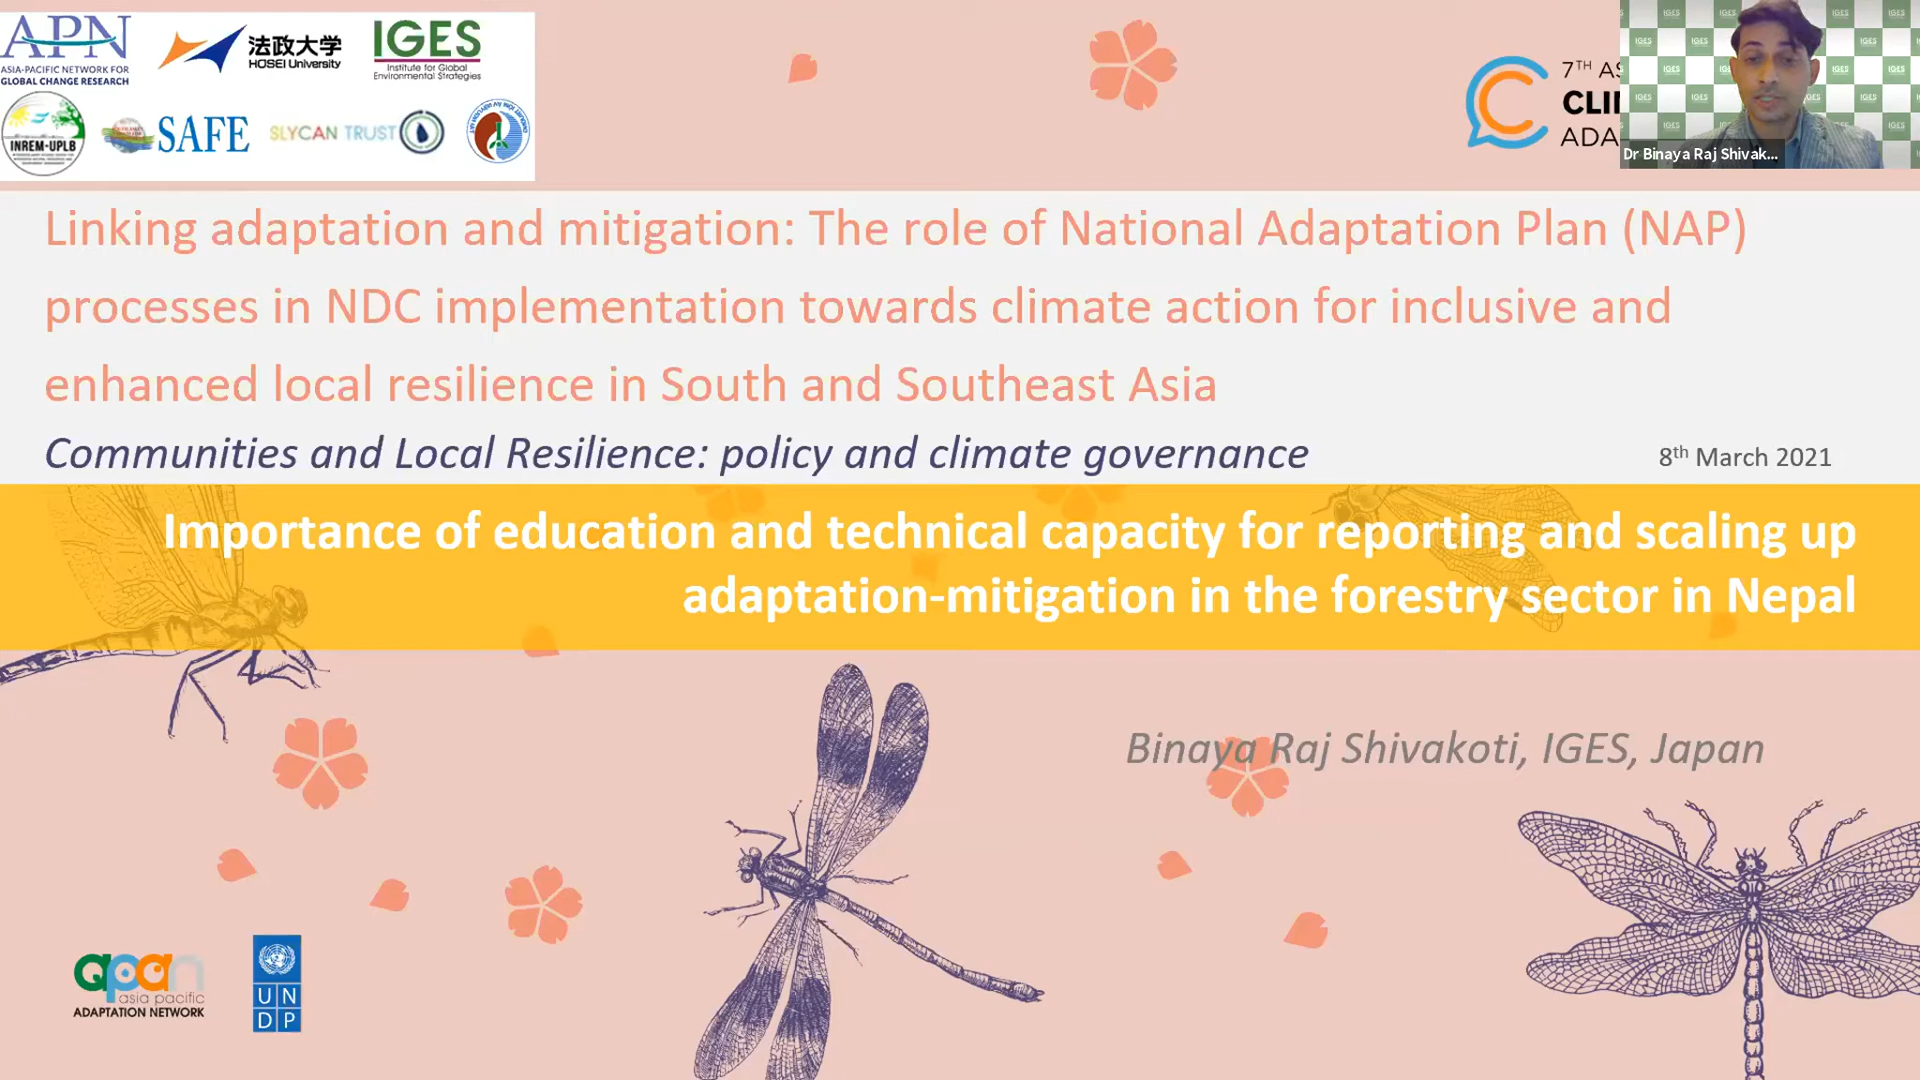 APN
ASIA-PACIFIC NETWORK FOR
GLOBAL CHANGE RESEARCH
法政大学
HOSEI University
IGES
Institute for Global
Environmental Strategies
INREM-UPLB
SAFE
SLYCAN TRUST
7TH AS
CLI
ADA
Dr Binaya Raj Shivak...
Linking adaptation and mitigation: The role of National Adaptation Plan (NAP)
processes in NDC implementation towards climate action for inclusive and
enhanced local resilience in South and Southeast Asia
Communities and Local Resilience: policy and climate governance
8th March 2021
Importance of education and technical capacity for reporting and scaling up
adaptation-mitigation in the forestry sector in Nepal
Binaya Raj Shivakoti, IGES, Japan
apan
asia pacific
ADAPTATION NETWORK
UN
DP